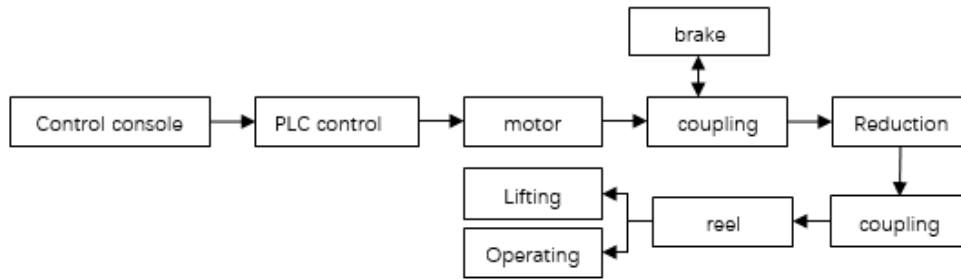 brake
Control console
PLC control
motor
coupling
Reduction
Lifting
reel
coupling
Operating